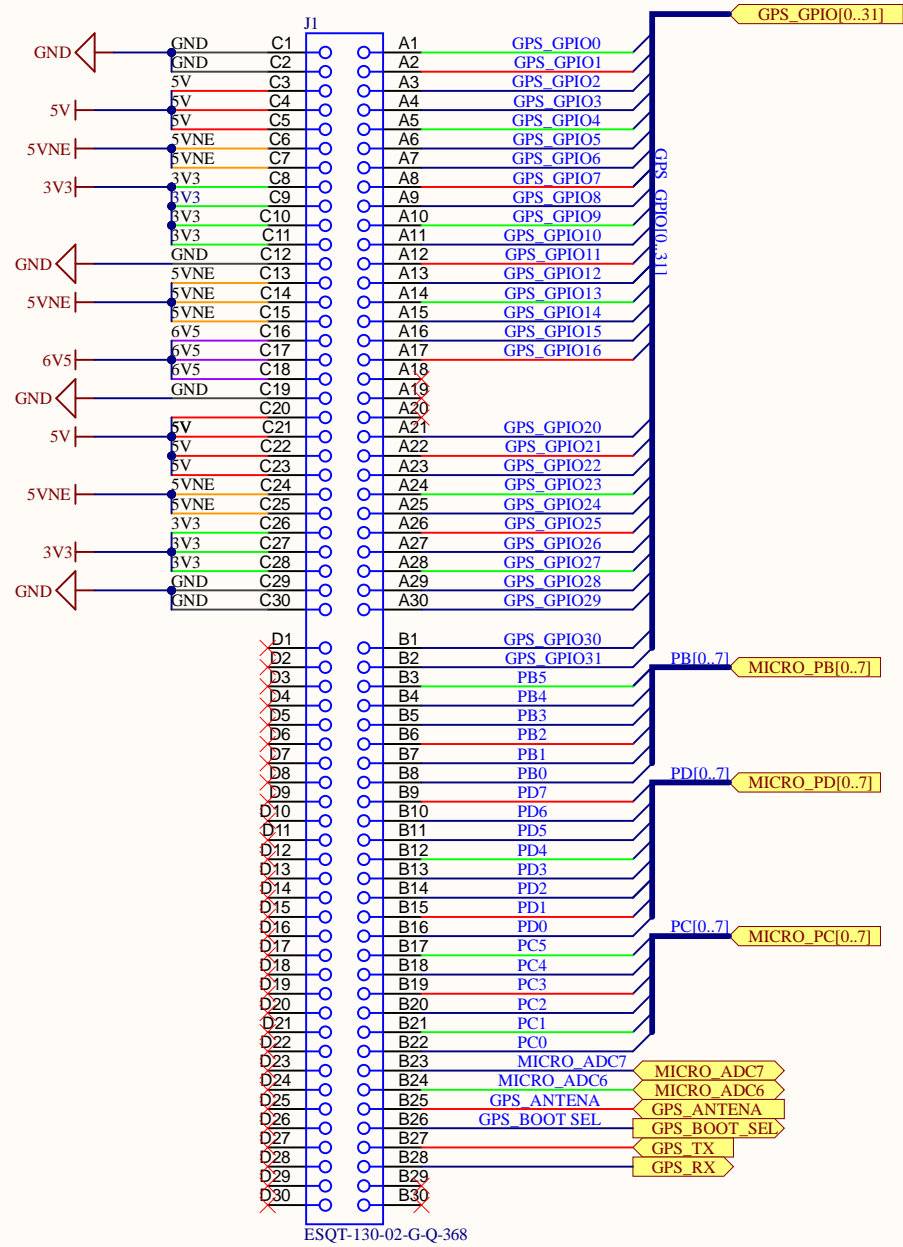 J1
GPS_GPIO[0..31]
GND GND C1 A1 GPS_GPIO0
GND C2 A2 GPS_GPIO1
5V C3 A3 GPS_GPIO2
5V 5V C4 A4 GPS_GPIO3
5V C5 A5 GPS_GPIO4
5VNE 5VNE C6 A6 GPS_GPIO5
5VNE C7 A7 GPS_GPIO6
3V3 3V3 C8 A8 GPS_GPIO7
3V3 C9 A9 GPS_GPIO8
3V3 C10 A10 GPS_GPIO9
3V3 C11 A11 GPS_GPIO10
GND GND C12 A12 GPS_GPIO11
5VNE C13 A13 GPS_GPIO12
5VNE 5VNE C14 A14 GPS_GPIO13
5VNE C15 A15 GPS_GPIO14
6V5 C16 A16 GPS_GPIO15
6V5 6V5 C17 A17 GPS_GPIO16
6V5 C18 A18
GND GND C19 A19
C20 A20
5V 5V C21 A21 GPS_GPIO20
5V C22 A22 GPS_GPIO21
5V C23 A23 GPS_GPIO22
5VNE 5VNE C24 A24 GPS_GPIO23
5VNE C25 A25 GPS_GPIO24
3V3 C26 A26 GPS_GPIO25
3V3 3V3 C27 A27 GPS_GPIO26
3V3 C28 A28 GPS_GPIO27
GND GND C29 A29 GPS_GPIO28
GND C30 A30 GPS_GPIO29
GPS_GPIO[0..31]
D1 B1 GPS_GPIO30
D2 B2 GPS_GPIO31 PB[0..7] MICRO_PB[0..7]
D3 B3 PB5
D4 B4 PB4
D5 B5 PB3
D6 B6 PB2
D7 B7 PB1
D8 B8 PB0 PD[0..7] MICRO_PD[0..7]
D9 B9 PD7
D10 B10 PD6
D11 B11 PD5
D12 B12 PD4
D13 B13 PD3
D14 B14 PD2
D15 B15 PD1
D16 B16 PD0 PC[0..7] MICRO_PC[0..7]
D17 B17 PC5
D18 B18 PC4
D19 B19 PC3
D20 B20 PC2
D21 B21 PC1
D22 B22 PC0
D23 B23 MICRO_ADC7 MICRO_ADC7
D24 B24 MICRO_ADC6 MICRO_ADC6
D25 B25 GPS_ANTENA GPS_ANTENA
D26 B26 GPS_BOOT SEL GPS_BOOT_SEL
D27 B27 GPS_TX
D28 B28 GPS_RX
D29 B29
D30 B30
ESQT-130-02-G-Q-368